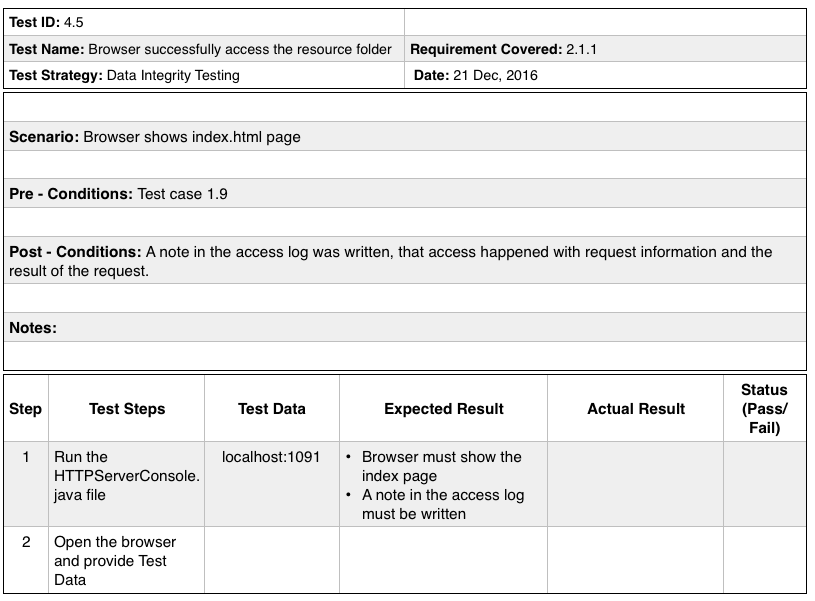 Test ID: 4.5
Test Name: Browser successfully access the resource folder
Requirement Covered: 2.1.1
Test Strategy: Data Integrity Testing
Date: 21 Dec, 2016
Scenario: Browser shows index.html page
Pre - Conditions: Test case 1.9
Post - Conditions: A note in the access log was written, that access happened with request information and the
result of the request.
Notes:
Step
Test Steps
Test Data
Expected Result
Actual Result
Status
(Pass/
Fail)
1
Run the
HTTPServerConsole.
java file
localhost:1091
• Browser must show the
index page
• A note in the access log
must be written
2
Open the browser
and provide Test
Data